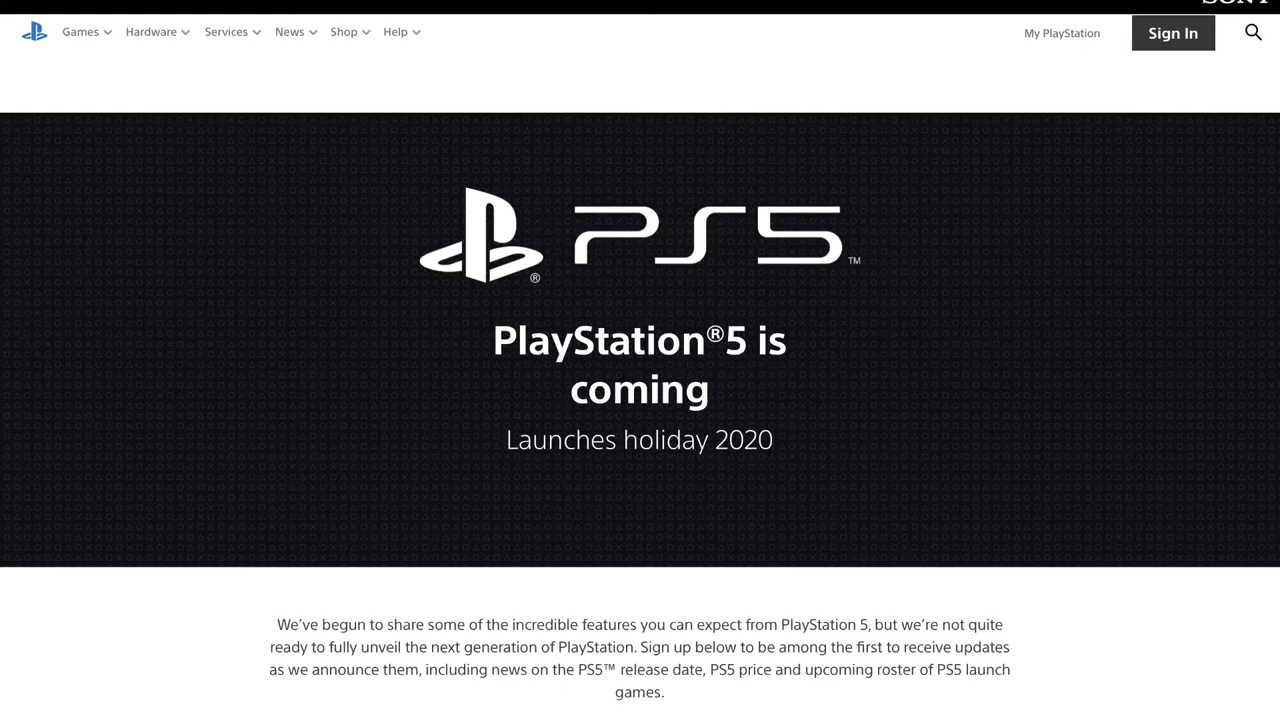 SONY
Games Hardware Services News Shop Help My PlayStation Sign In
PS5™
PlayStation®5 is
coming
Launches holiday 2020
We’ve begun to share some of the incredible features you can expect from PlayStation 5, but we’re not quite
ready to fully unveil the next generation of PlayStation. Sign up below to be among the first to receive updates
as we announce them, including news on the PS5™ release date, PS5 price and upcoming roster of PS5 launch
games.